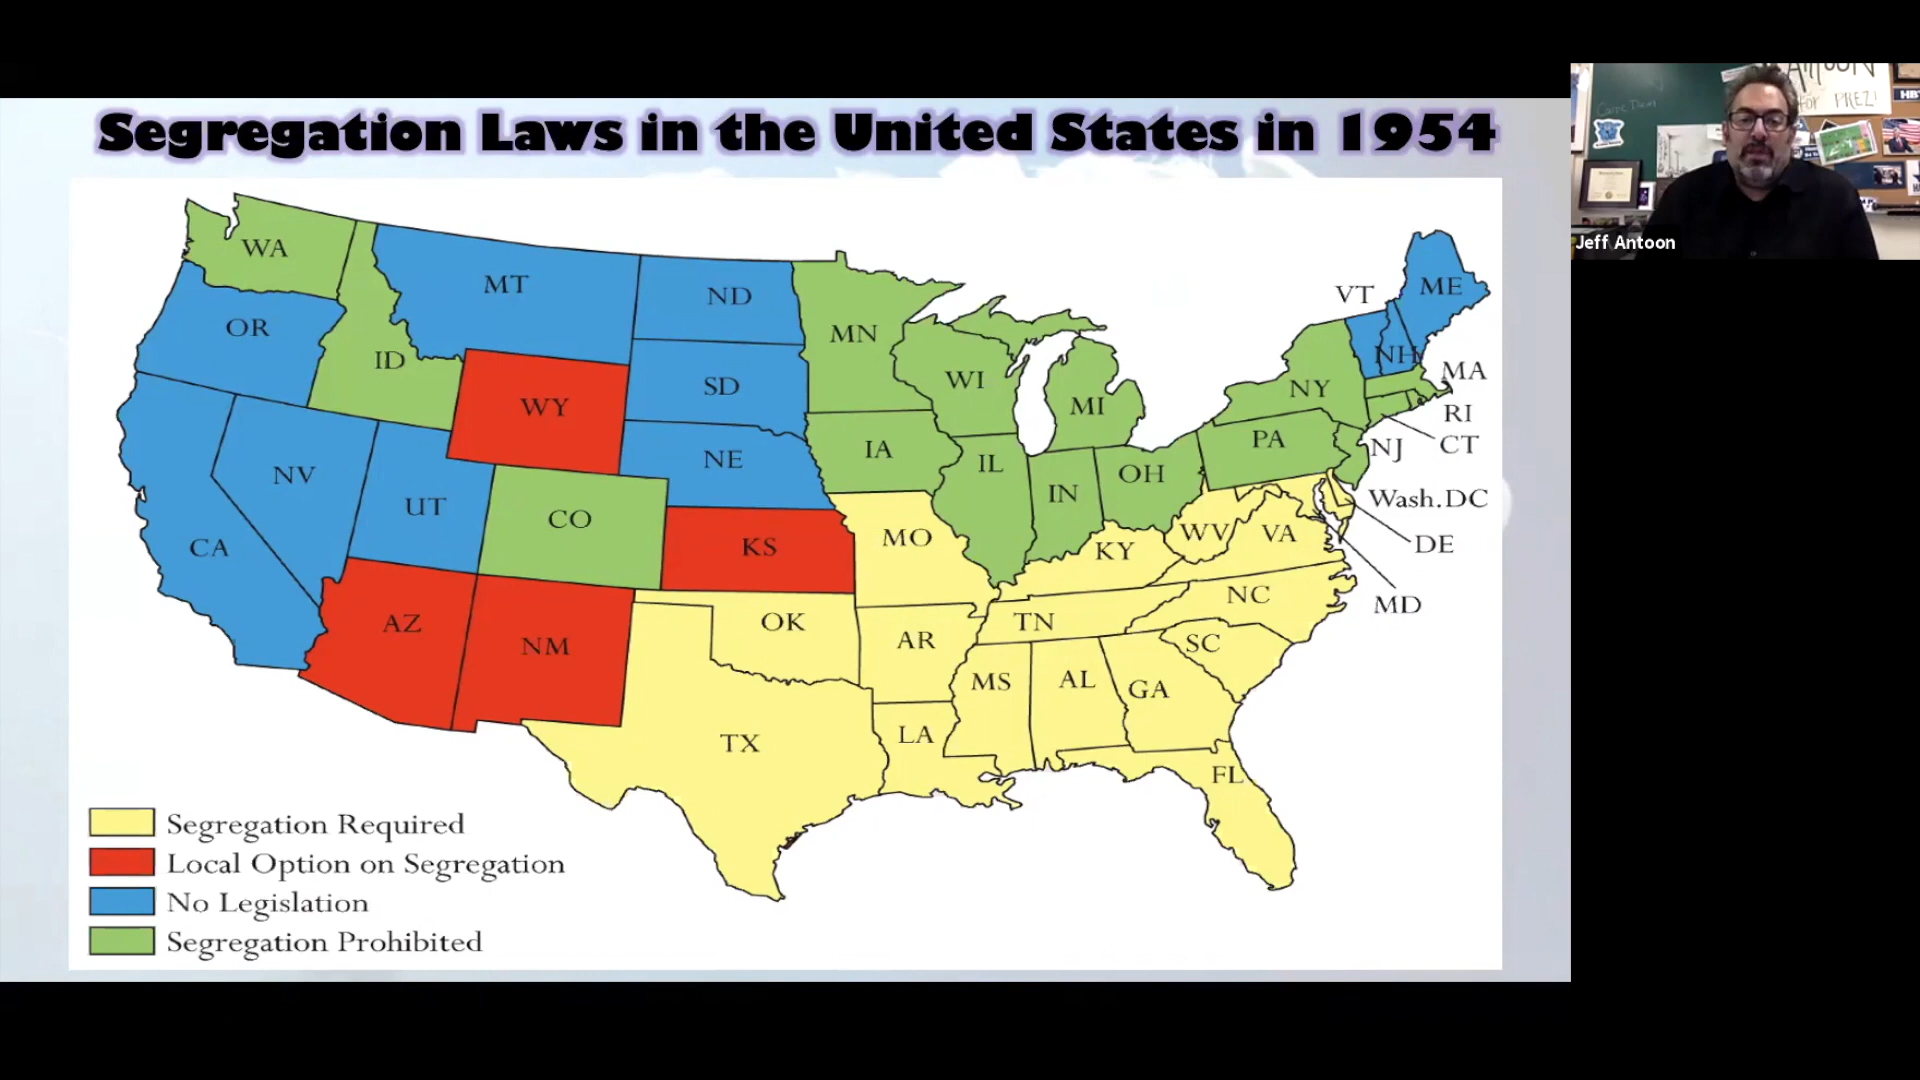 Segregation Laws in the United States in 1954
WA
MT
ND
MN
OR
ID
WY
SD
WI
MI
NY
VT
ME
NH
MA
RI
CT
NJ
PA
IA
NE
NV
UT
CO
IL
IN
OH
Wash.DC
DE
MD
CA
KS
MO
KY
WV
VA
AZ
NM
OK
AR
TN
NC
SC
MS
AL
GA
TX
LA
FL
Segregation Required
Local Option on Segregation
No Legislation
Segregation Prohibited
Jeff Antoon
for PREZ!